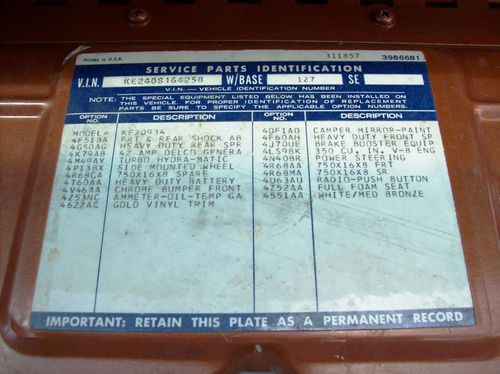 Printed in U.S.A.
311857 3986681
SERVICE PARTS IDENTIFICATION
V.I.N. KE240S164258 W/BASE 127 SE
V.I.N. — VEHICLE IDENTIFICATION NUMBER
NOTE: THE SPECIAL EQUIPMENT LISTED BELOW HAS BEEN INSTALLED ON
THIS VEHICLE. FOR PROPER IDENTIFICATION OF REPLACEMENT
PARTS BE SURE TO SPECIFY THE APPLICABLE OPTION NUMBERS.
OPTION NO. DESCRIPTION OPTION NO. DESCRIPTION
MODEL= KE20934
4F51BA FRT & REAR SHOCK AB
4G50AG HEAVY DUTY REAR SPR
4K79AB 42 AMP DELCO GENERA
4M49AY TURBO HYDRA-MATIC
4P13BX SIDE MOUNTED WHEEL
4R68CA 750X16X8 SPARE
4T60AA HEAVY DUTY BATTERY
4V46AA CHROME BUMPER FRONT
4Z53NC AMMETER-OIL-TEMP GA
4622AC GOLD VINYL TRIM
4DF1AD CAMPER MIRROR-PAINT
4F60AH HEAVY DUTY FRONT SP
4J70UE BRAKE BOOSTER EQUIP
4LS9BK 350 CU. IN. V-8 ENG
4N40BR POWER STEERING
4R68AA 750X16X8 FRT
4R68MA 750X16X8 SR
4U63AU RADIO-PUSH BUTTON
4Z52AA FULL FOAM SEAT
4551AA WHITE/MED BRONZE
IMPORTANT: RETAIN THIS PLATE AS A PERMANENT RECORD